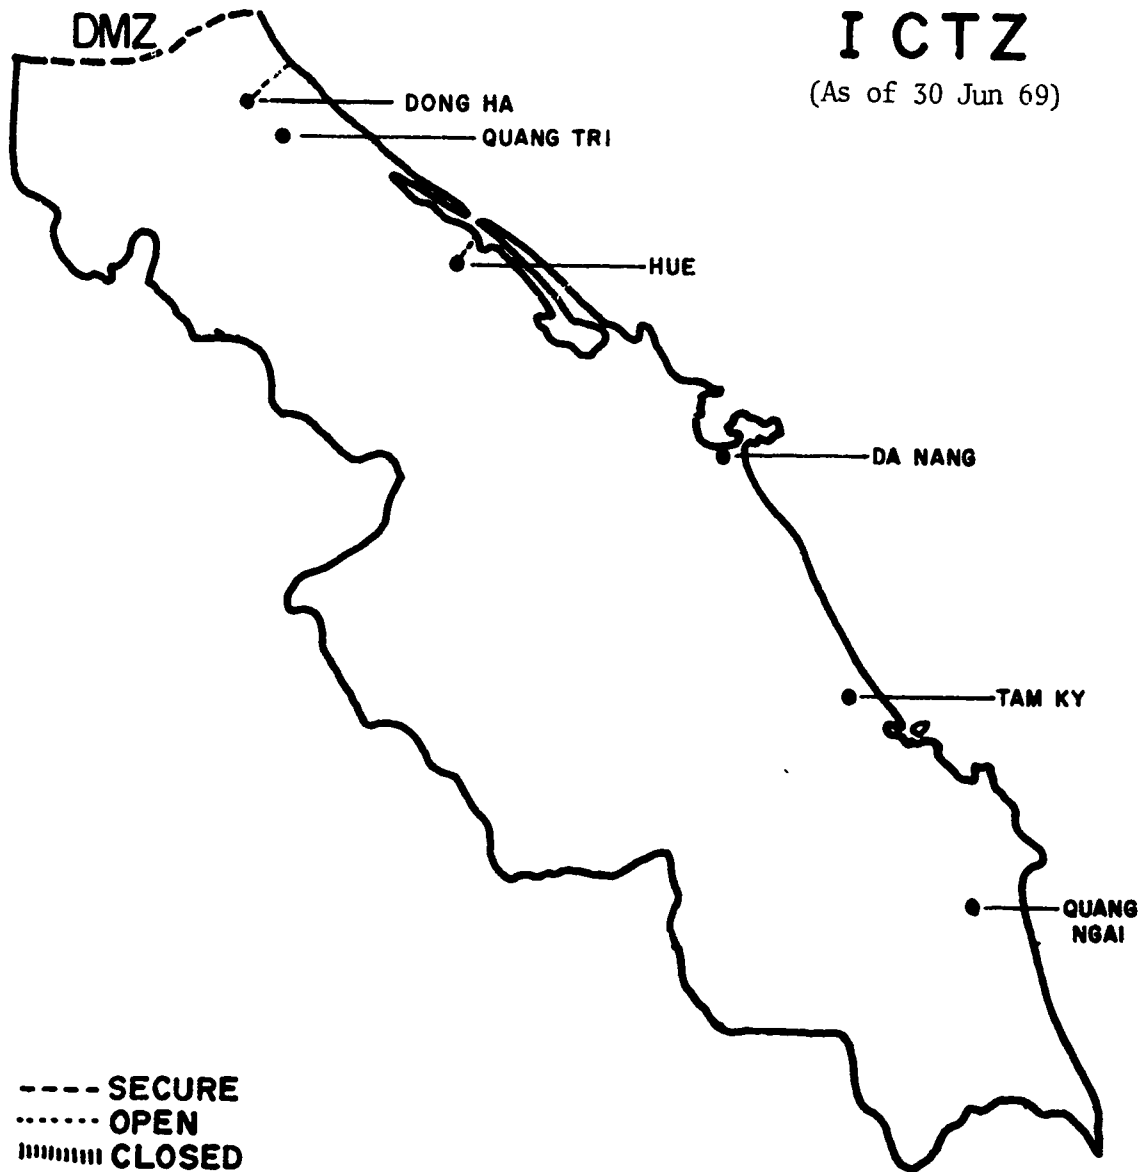 DMZ
I CTZ
(As of 30 Jun 69)
DONG HA
QUANG TRI
HUE
DA NANG
TAM KY
QUANG
NGAI
SECURE
OPEN
CLOSED